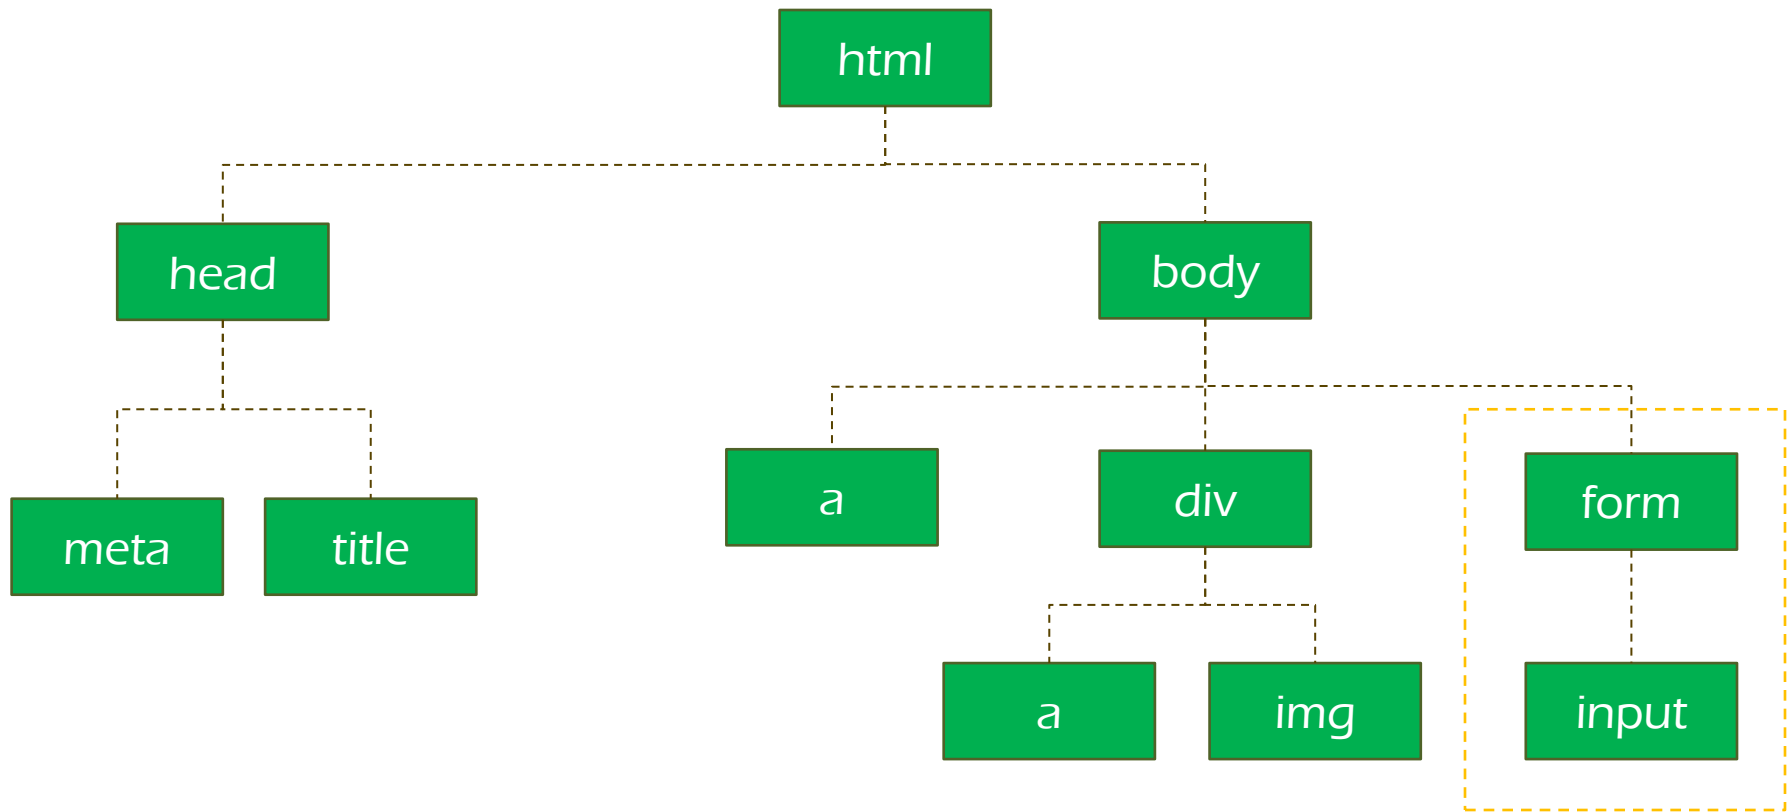 html
head
body
a
div
form
meta
title
a
img
input